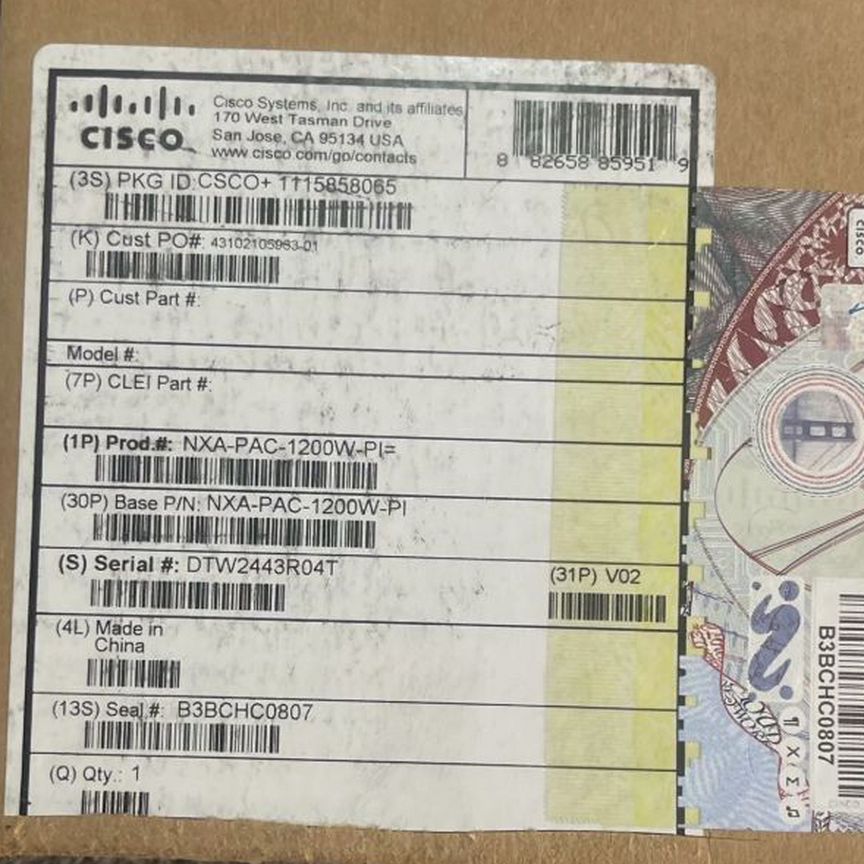 CISCO
Cisco Systems, Inc. and its affiliates
170 West Tasman Drive
San Jose, CA 95134 USA
www.cisco.com/go/contacts
8 82658 85951 9
(3S) PKG ID:CSCO+ 1115858065
(K) Cust PO#: 43102105963-01
(P) Cust Part #:
Model #:
(7P) CLEI Part #:
(1P) Prod.#: NXA-PAC-1200W-PI=
(30P) Base P/N: NXA-PAC-1200W-PI
(S) Serial #: DTW2443R04T
(31P) V02
(4L) Made in
China
(13S) Seal #: B3BCHC0807
(Q) Qty.: 1
CISCO
B3BCHC0807